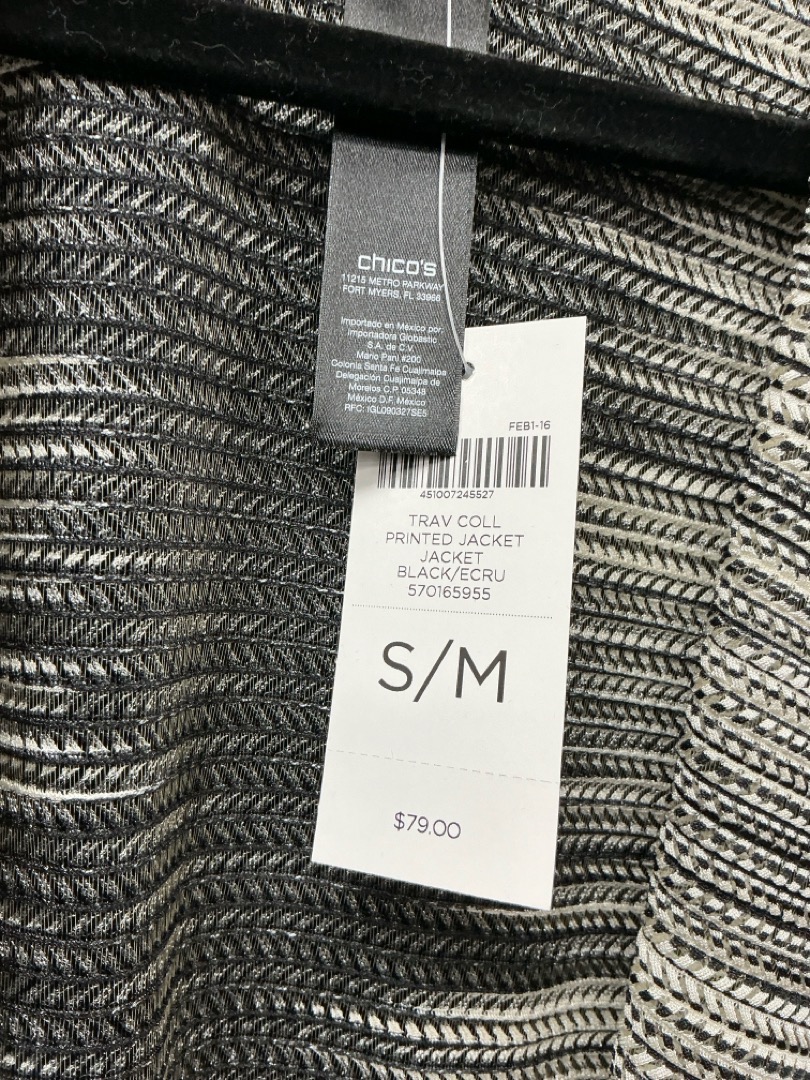 chico's
11215 METRO PARKWAY
FORT MYERS, FL 33966
Importado en México por:
Importadora Globastic
S.A. de C.V.
Mario Pani #200
Colonia Santa Fe Cuajimalpa
Delegación Cuajimalpa de
Morelos C.P. 05348
México D.F. México
RFC: IGL090327SE5
FEB1-16
451007245527
TRAV COLL
PRINTED JACKET
JACKET
BLACK/ECRU
570165955
S/M
$79.00